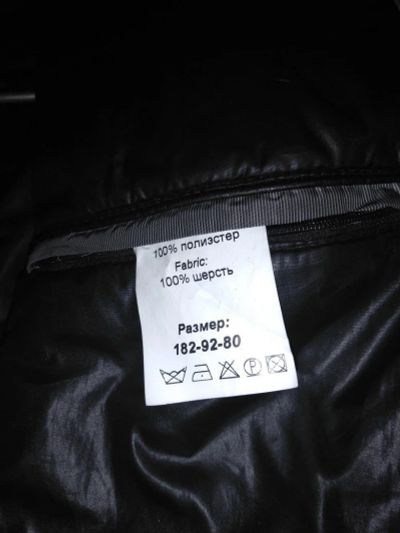 100% полиэстер
Fabric:
100% шерсть
Размер:
182-92-80
P